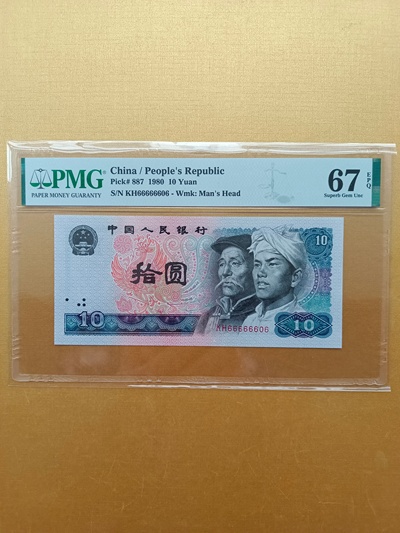 PMG
PAPER MONEY GUARANTY
China / People's Republic
Pick# 887 1980 10 Yuan
S/N KH66666606 - Wmk: Man's Head
67
EPQ
Superb Gem Unc
中国人民银行
10
拾圆
10
KH66666606
10